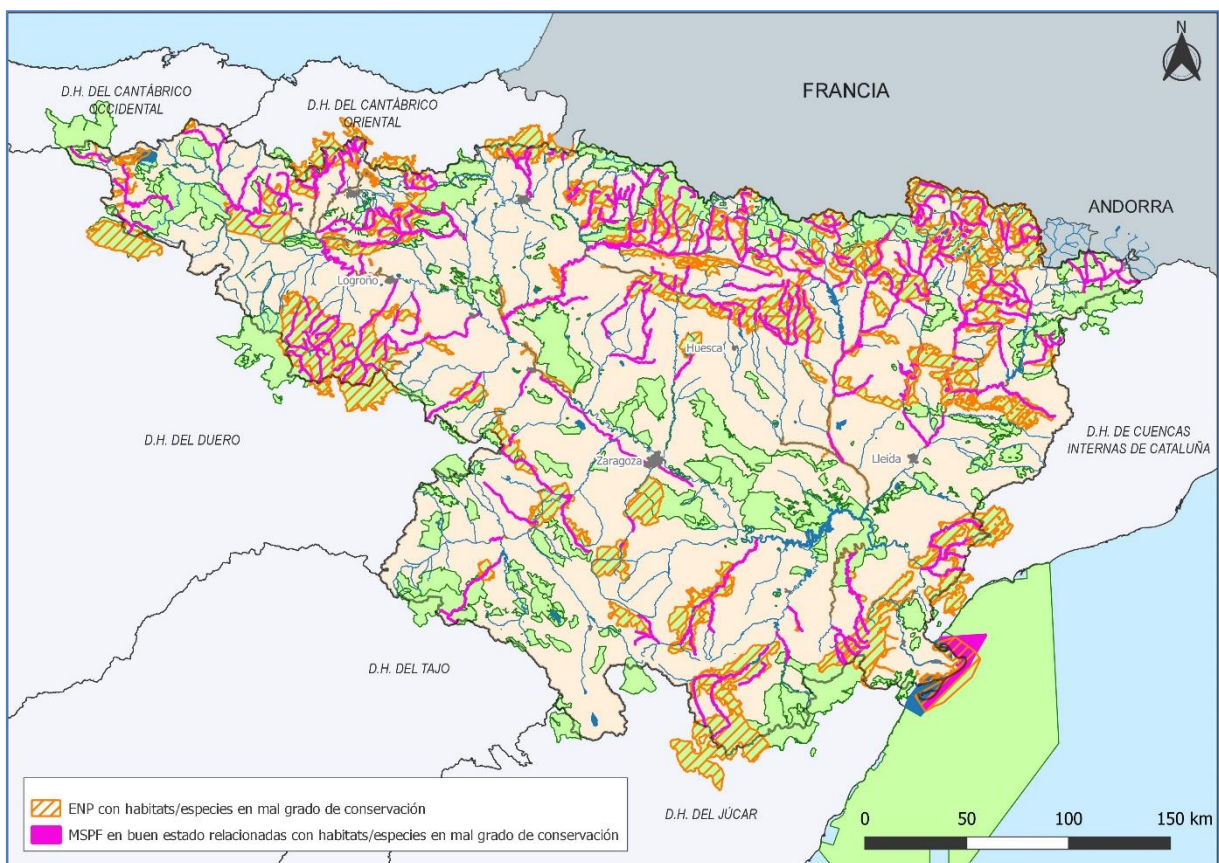 N
D.H. DEL CANTÁBRICO
OCCIDENTAL
D.H. DEL CANTÁBRICO
ORIENTAL
FRANCIA
ANDORRA
Logroño
Huesca
D.H. DEL DUERO
Zaragoza
Lleida
D.H. DE CUENCAS
INTERNAS DE CATALUÑA
D.H. DEL TAJO
D.H. DEL JÚCAR
ENP con habitats/especies en mal grado de conservación
MSPF en buen estado relacionadas con habitats/especies en mal grado de conservación
0 50 100 150 km